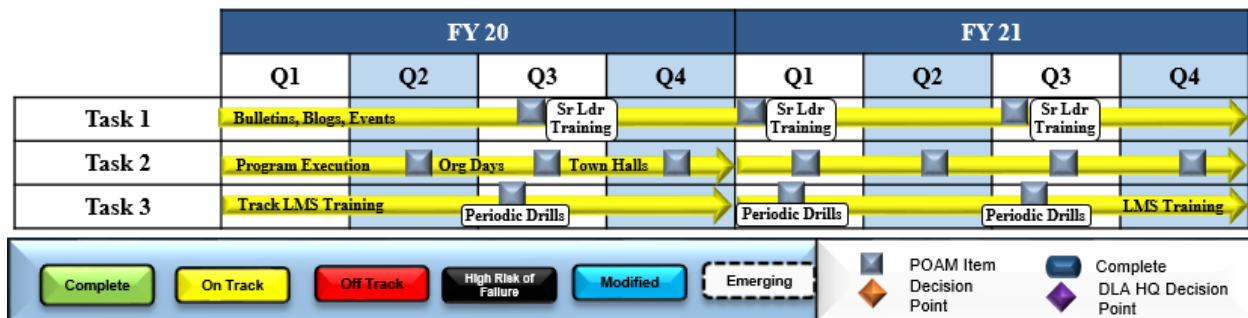 FY 20 FY 21
Q1 Q2 Q3 Q4 Q1 Q2 Q3 Q4
Task 1
Bulletins, Blogs, Events
Sr Ldr
Training
Sr Ldr
Training
Sr Ldr
Training
Task 2
Program Execution Org Days Town Halls
Task 3
Track LMS Training
Periodic Drills
Periodic Drills
Periodic Drills
LMS Training
Complete
On Track
Off Track
High Risk of
Failure
Modified
Emerging
POAM Item
Decision
Point
Complete
DLA HQ Decision
Point